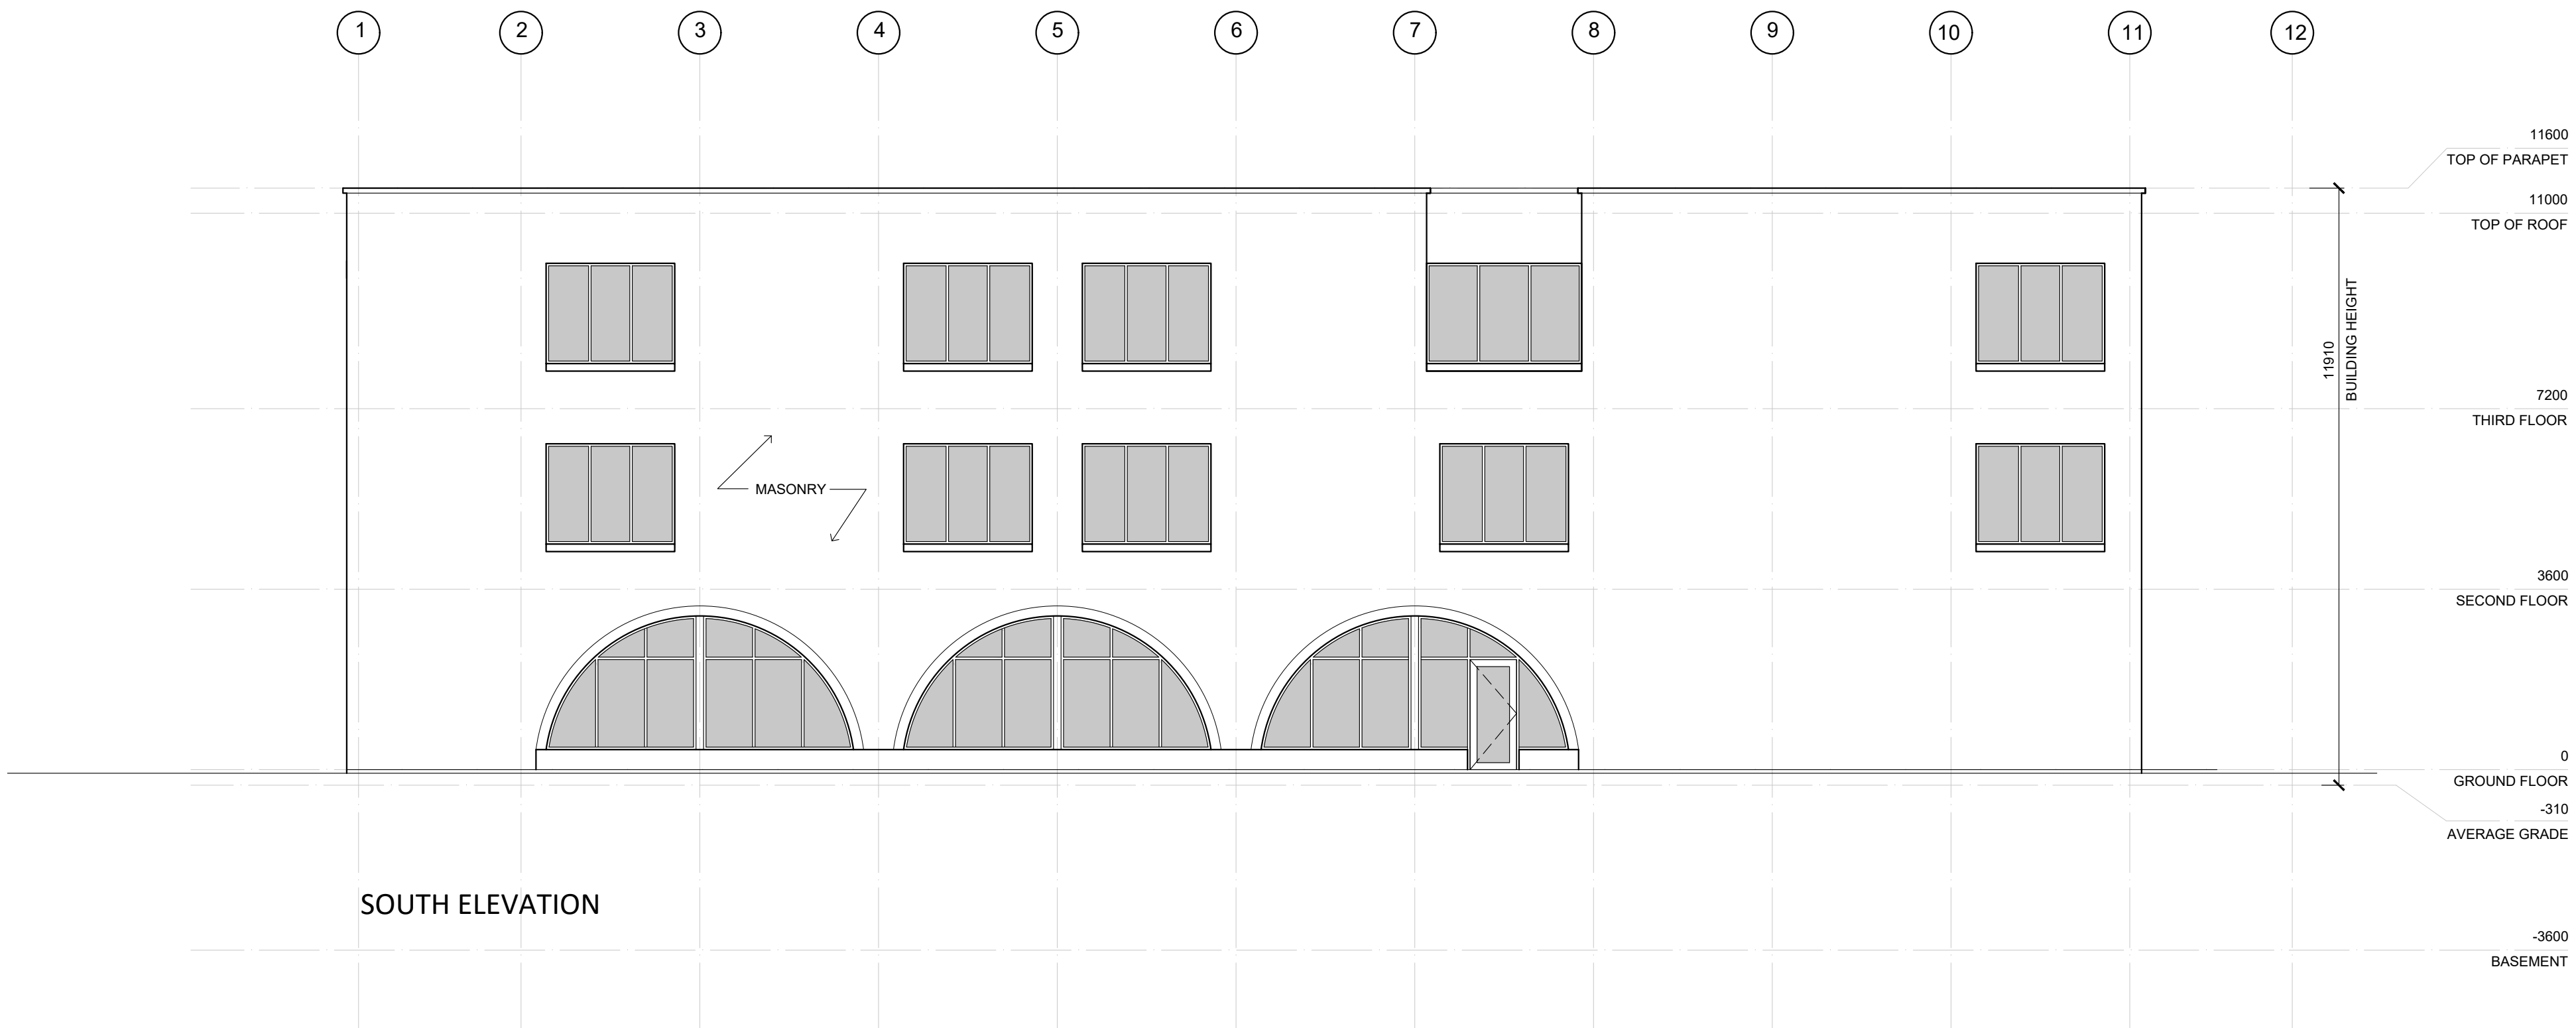 1 2 3 4 5 6 7 8 9 10 11 12
11600
TOP OF PARAPET
11000
TOP OF ROOF
11910
BUILDING HEIGHT
7200
THIRD FLOOR
MASONRY
3600
SECOND FLOOR
0
GROUND FLOOR
-310
AVERAGE GRADE
SOUTH ELEVATION
-3600
BASEMENT